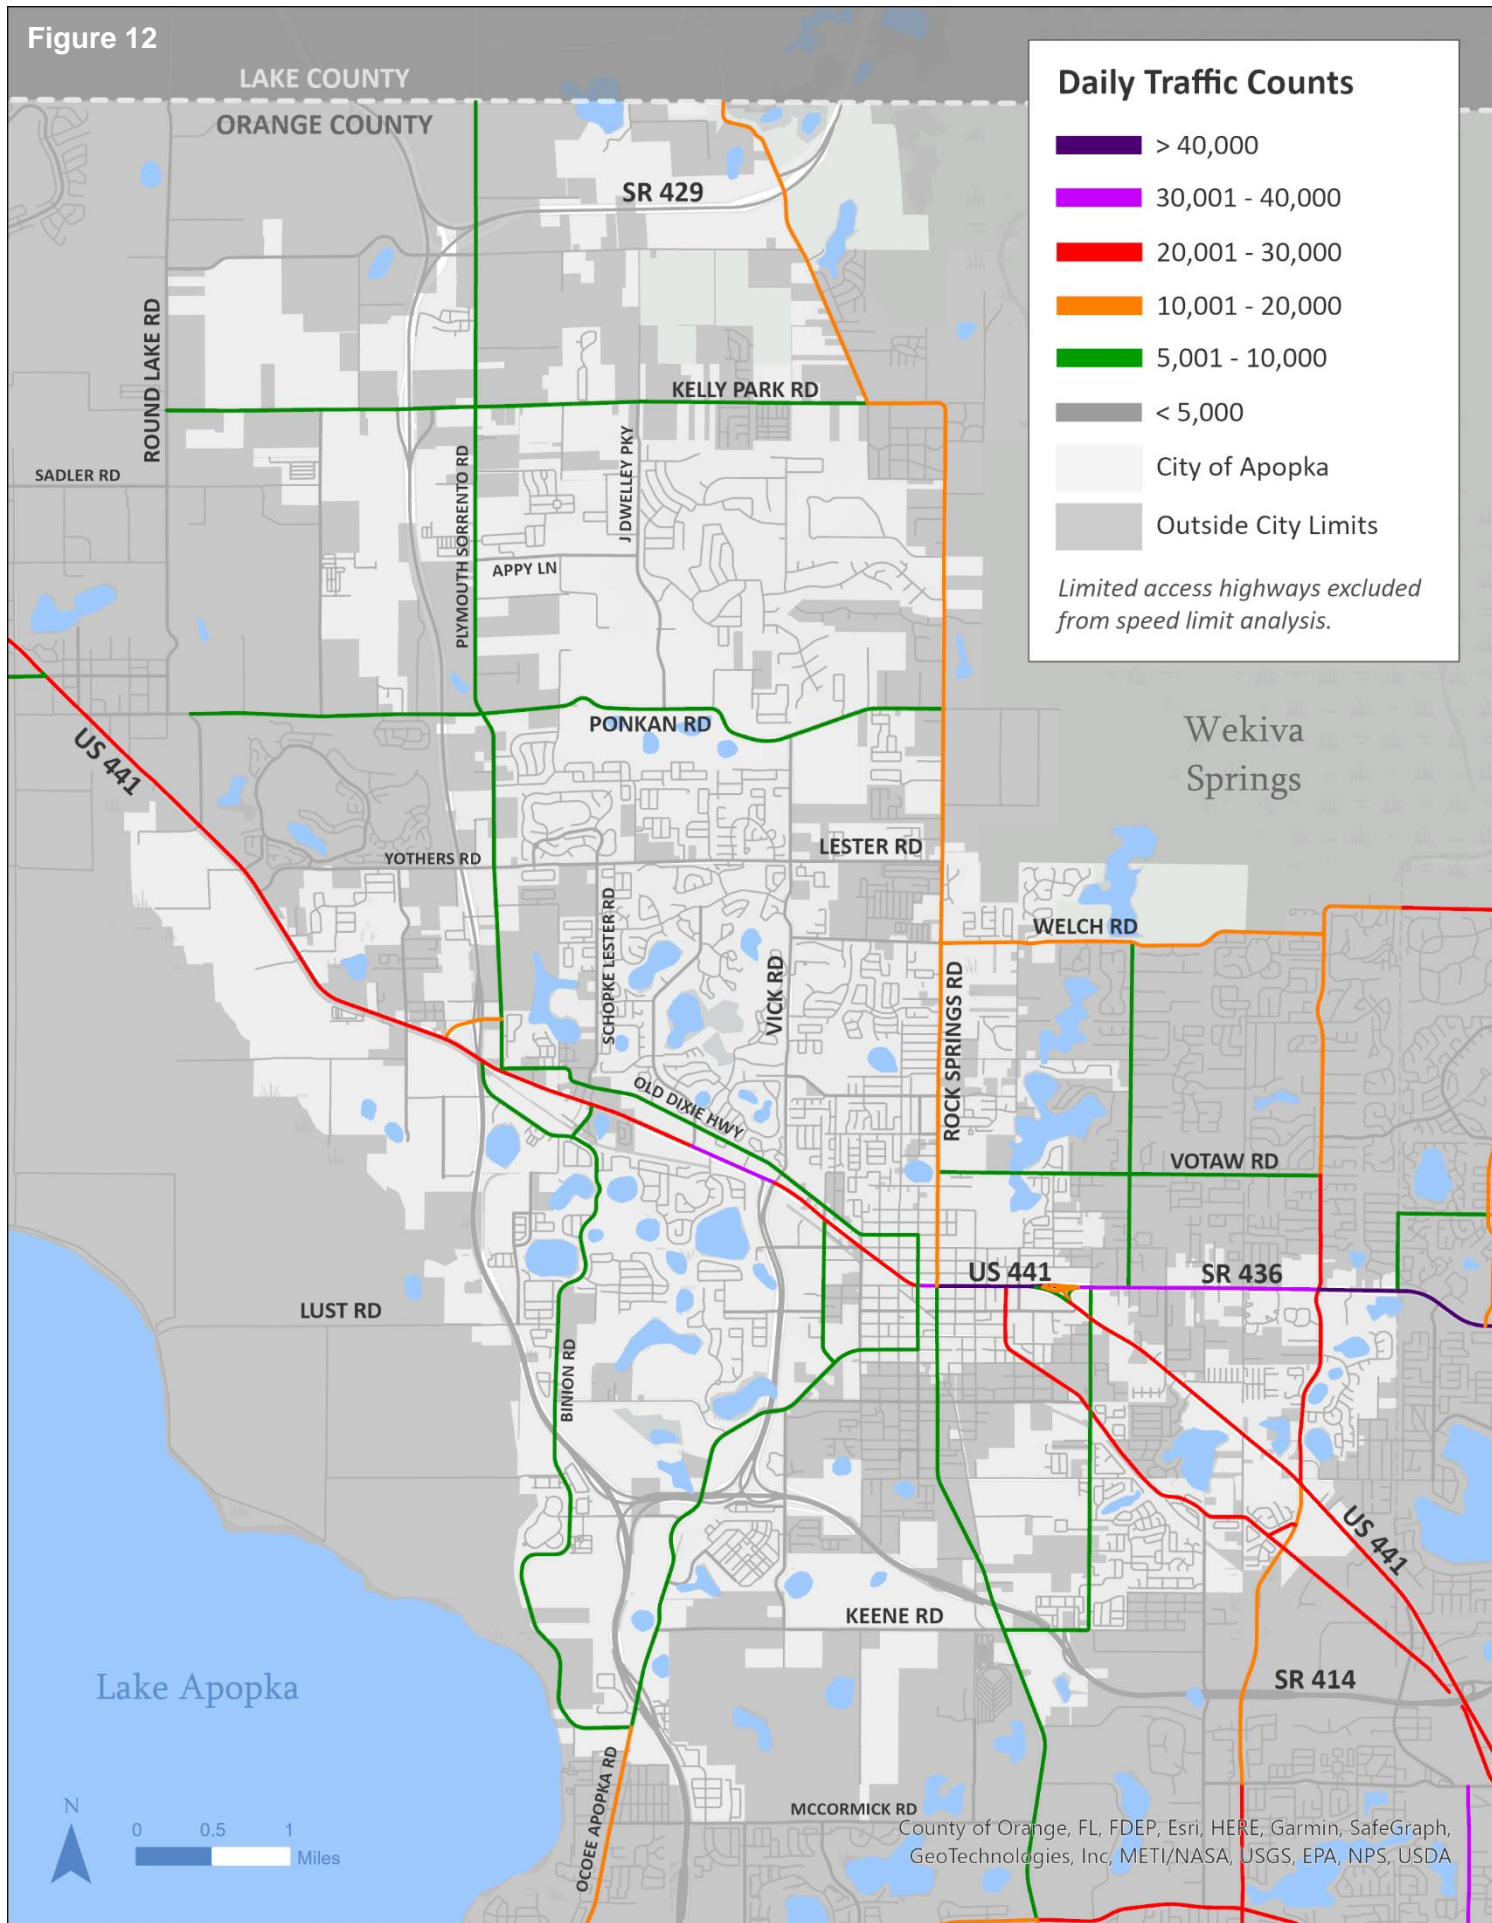 Figure 12
LAKE COUNTY
ORANGE COUNTY
Daily Traffic Counts
> 40,000
30,001 - 40,000
20,001 - 30,000
10,001 - 20,000
5,001 - 10,000
< 5,000
City of Apopka
Outside City Limits
Limited access highways excluded
from speed limit analysis.
SR 429
ROUND LAKE RD
KELLY PARK RD
SADLER RD
PLYMOUTH SORRENTO RD
J DWELLEY PKY
APPY LN
PONKAN RD
US 441
Wekiva
Springs
LESTER RD
YOTHERS RD
SCHOPKE LESTER RD
WELCH RD
VICK RD
ROCK SPRINGS RD
OLD DIXIE HWY
VOTAW RD
US 441
SR 436
LUST RD
BINION RD
US 441
KEENE RD
SR 414
Lake Apopka
OCOEE APOPKA RD
MCCORMICK RD
N
0 0.5 1
Miles
County of Orange, FL, FDEP, Esri, HERE, Garmin, SafeGraph,
GeoTechnologies, Inc, METI/NASA, USGS, EPA, NPS, USDA